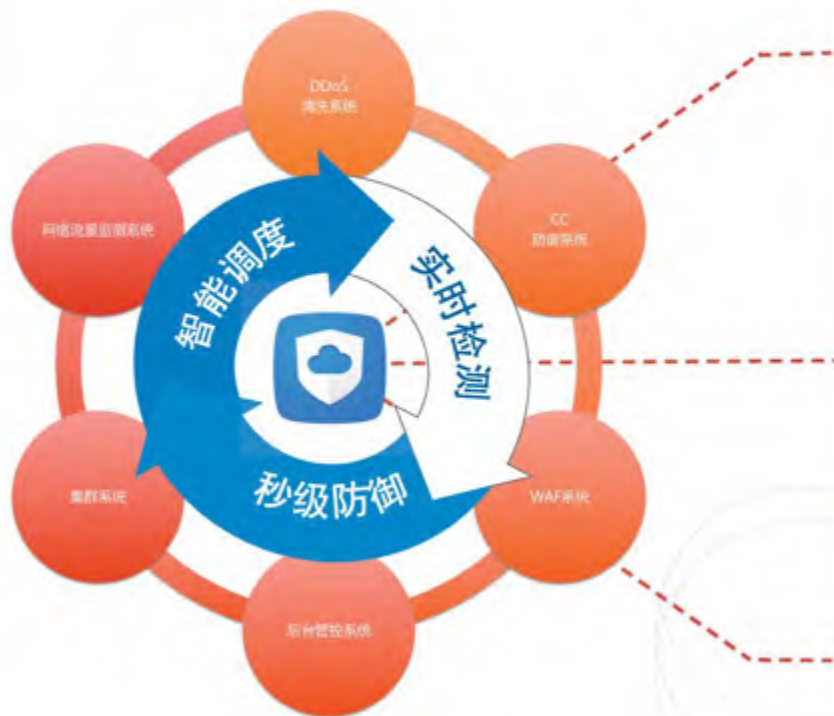 DDoS
清洗系统
网络流量监测系统
CC
防御系统
智能调度
实时检测
秒级防御
集群系统
WAF系统
后台管控系统